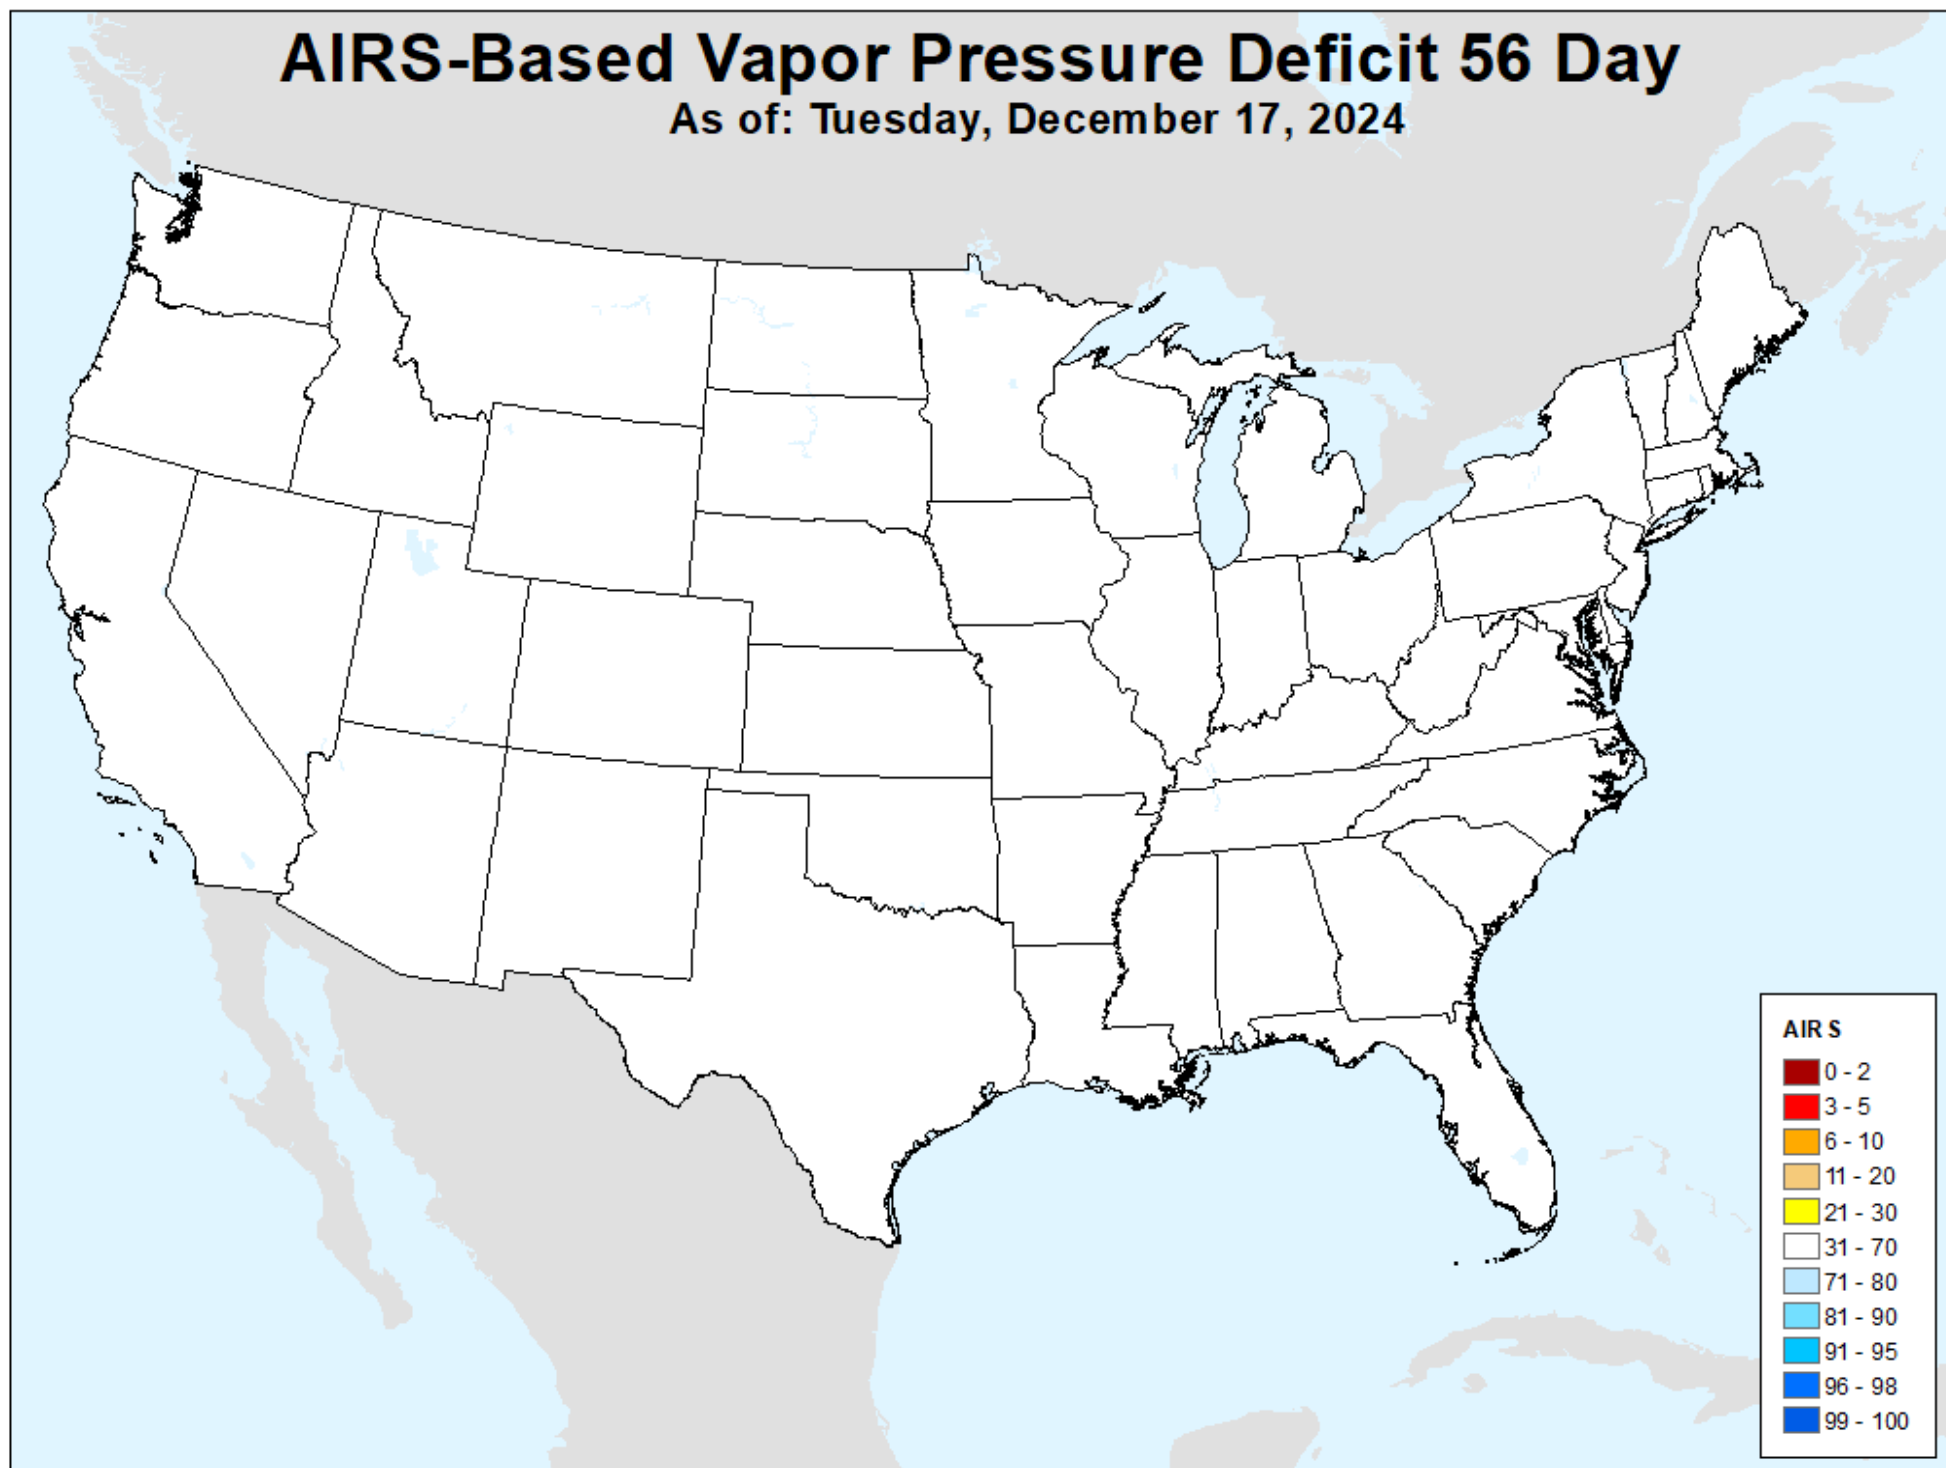 AIRS-Based Vapor Pressure Deficit 56 Day
As of: Tuesday, December 17, 2024
AIRS
0 - 2
3 - 5
6 - 10
11 - 20
21 - 30
31 - 70
71 - 80
81 - 90
91 - 95
96 - 98
99 - 100